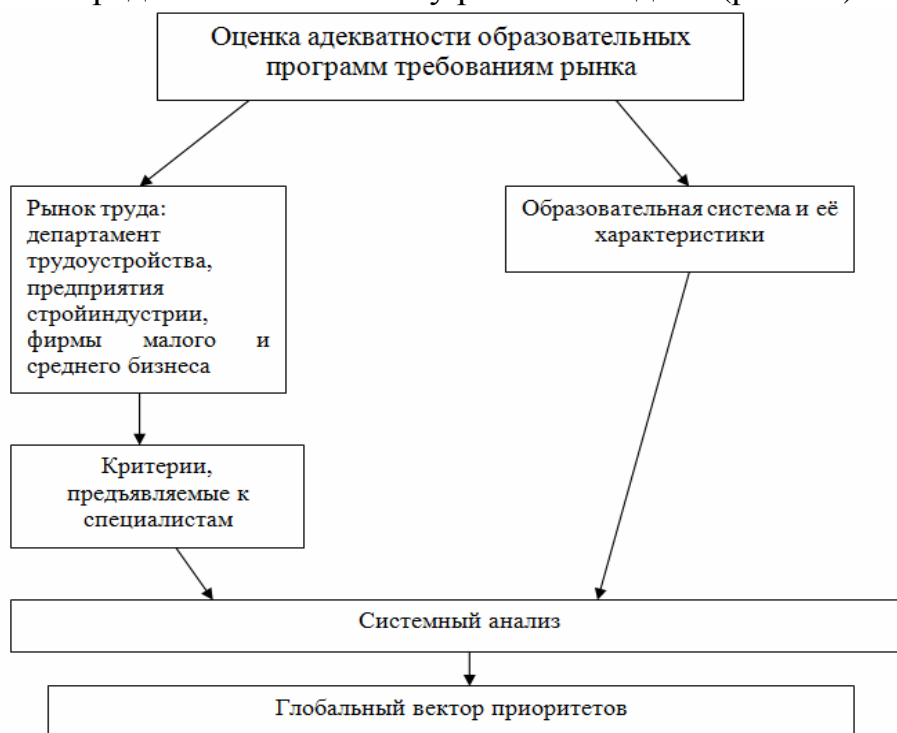 Оценка адекватности образовательных
программ требованиям рынка
Рынок труда:
департамент
трудоустройства,
предприятия
стройиндустрии,
фирмы малого и
среднего бизнеса
Образовательная система и её
характеристики
Критерии,
предъявляемые к
специалистам
Системный анализ
Глобальный вектор приоритетов